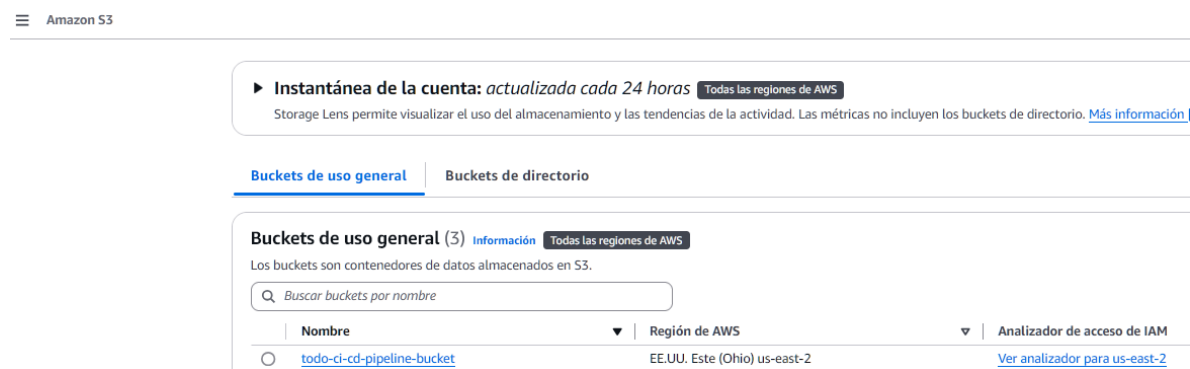 Amazon S3
Instantánea de la cuenta: actualizada cada 24 horas Todas las regiones de AWS
Storage Lens permite visualizar el uso del almacenamiento y las tendencias de la actividad. Las métricas no incluyen los buckets de directorio. Más información
Buckets de uso general Buckets de directorio
Buckets de uso general (3) Información Todas las regiones de AWS
Los buckets son contenedores de datos almacenados en S3.
Buscar buckets por nombre
Nombre Región de AWS Analizador de acceso de IAM
todo-ci-cd-pipeline-bucket EE.UU. Este (Ohio) us-east-2 Ver analizador para us-east-2